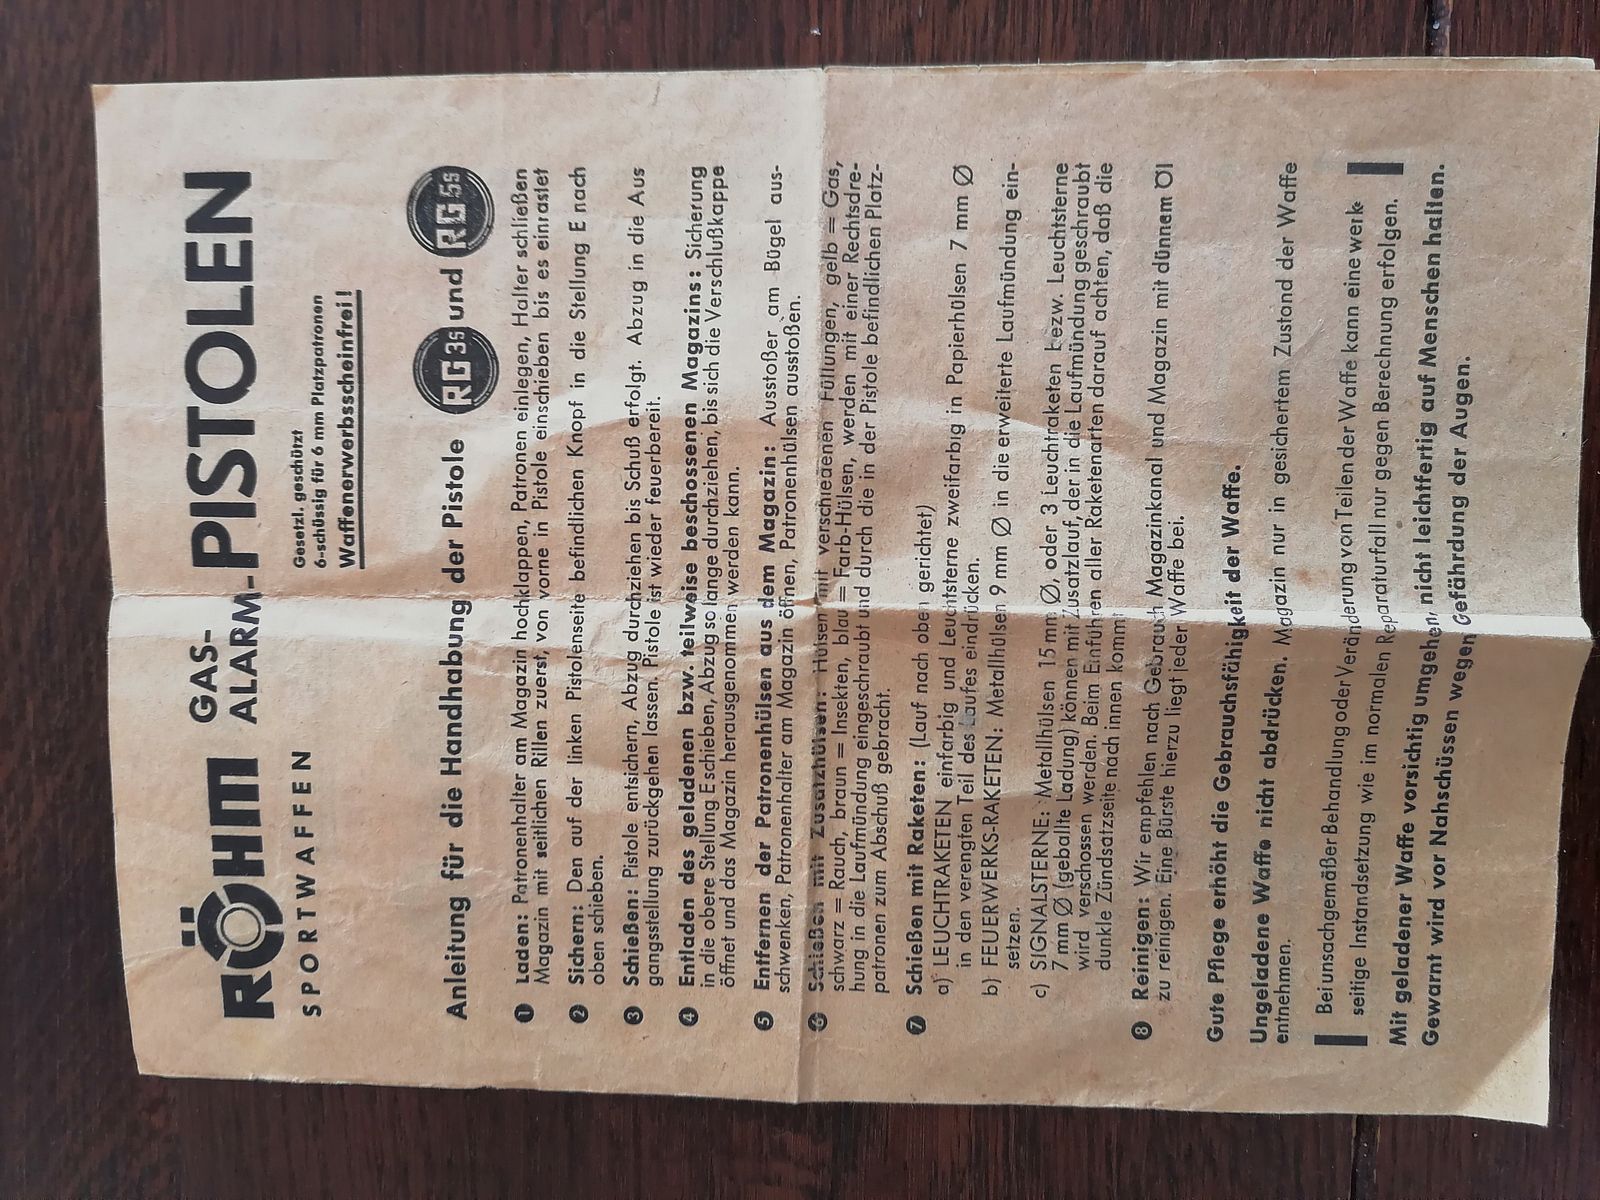 RÖHM GAS-
ALARM-PISTOLEN
SPORTWAFFEN
Gesetzl. geschützt
6-schüssig für 6 mm Platzpatronen
Waffenerwerbsscheinfrei!
Anleitung für die Handhabung der Pistole RG 3s und RG 5s
1 Laden: Patronenhalter am Magazin hochklappen, Patronen einlegen, Halter schließen
Magazin mit seitlichen Rillen zuerst, von vorne in Pistole einschieben bis es einrastet
2 Sichern: Den auf der linken Pistolenseite befindlichen Knopf in die Stellung E nach
oben schieben.
3 Schießen: Pistole entsichern, Abzug durchziehen bis Schuß erfolgt. Abzug in die Aus
gangsstellung zurückgehen lassen. Pistole ist wieder feuerbereit.
4 Entladen des geladenen bzw. teilweise beschossenen Magazins: Sicherung
in die obere Stellung E schieben, Abzug so lange durchziehen, bis sich die Verschlußkappe
öffnet und das Magazin herausgenommen werden kann.
5 Entfernen der Patronenhülsen aus dem Magazin: Ausstoßer am Bügel aus-
schwenken, Patronenhalter am Magazin öffnen, Patronenhülsen ausstoßen.
6 Schießen mit Zusatzhülsen: Hülsen mit verschiedenen Füllungen, gelb = Gas,
schwarz = Rauch, braun = Insekten, blau = Farb-Hülsen, werden mit einer Rechtsdre-
hung in die Laufmündung eingeschraubt und durch die in der Pistole befindlichen Platz-
patronen zum Abschuß gebracht.
7 Schießen mit Raketen: (Lauf nach oben gerichtet)
a) LEUCHTRAKETEN einfarbig und Leuchtsterne zweifarbig in Papierhülsen 7 mm Ø
in den verengten Teil des Laufes eindrücken.
b) FEUERWERKS-RAKETEN: Metallhülsen 9 mm Ø in die erweiterte Laufmündung ein-
setzen.
c) SIGNALSTERNE: Metallhülsen 15 mm Ø, oder 3 Leuchtraketen bezw. Leuchtsterne
7 mm Ø (geballte Ladung) können mit Zusatzlauf, der in die Laufmündung geschraubt
wird verschossen werden. Beim Einführen aller Raketenarten darauf achten, daß die
dunkle Zündsatzseite nach innen kommt
8 Reinigen: Wir empfehlen nach Gebrauch Magazinkanal und Magazin mit dünnem Öl
zu reinigen. Eine Bürste hierzu liegt jeder Waffe bei.
Gute Pflege erhöht die Gebrauchsfähigkeit der Waffe.
Ungeladene Waffe nicht abdrücken. Magazin nur in gesichertem Zustand der Waffe
entnehmen.
Bei unsachgemäßer Behandlung oder Veränderung von Teilen der Waffe kann eine werk-
seitige Instandsetzung wie im normalen Reparaturfall nur gegen Berechnung erfolgen.
Mit geladener Waffe vorsichtig umgehen, nicht leichtfertig auf Menschen halten.
Gewarnt wird vor Nahschüssen wegen Gefährdung der Augen.